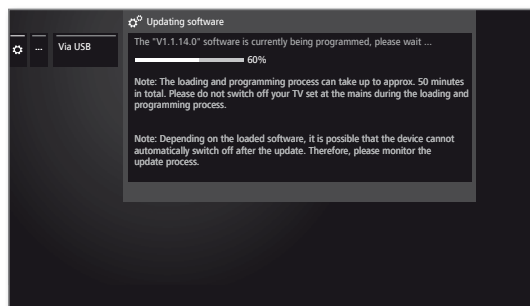 Updating software
... Via USB
The "V1.1.14.0" software is currently being programmed, please wait ...
60%
Note: The loading and programming process can take up to approx. 50 minutes
in total. Please do not switch off your TV set at the mains during the loading and
programming process.
Note: Depending on the loaded software, it is possible that the device cannot
automatically switch off after the update. Therefore, please monitor the
update process.